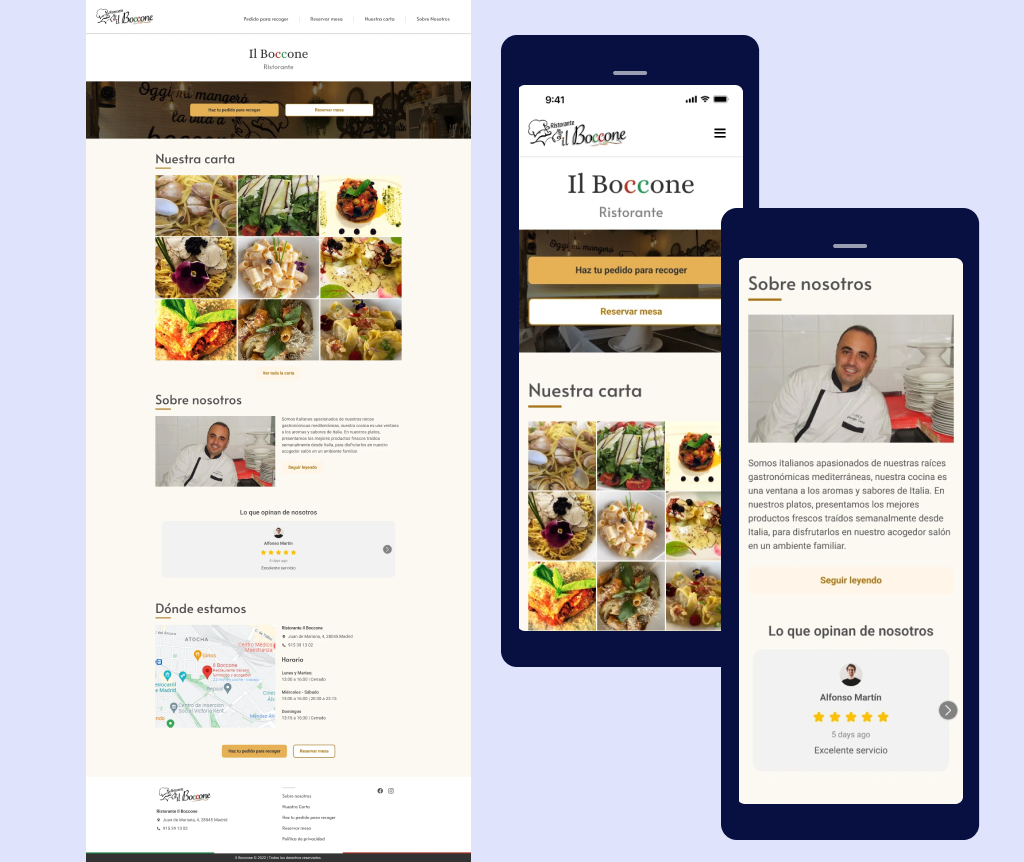 Ristorante
il Boccone
Pedido para recoger
Reservar mesa
Nuestra carta
Sobre Nosotros
Il Boccone
Ristorante
Oggi mi mangerò
la vita a
boccone
Haz tu pedido para recoger
Reservar mesa
Nuestra carta
Ver toda la carta
Sobre nosotros
Somos italianos apasionados de nuestras raíces
gastronómicas mediterráneas, nuestra cocina es una ventana
a los aromas y sabores de Italia. En nuestros platos,
presentamos los mejores productos frescos traídos
semanalmente desde Italia, para disfrutarlos en nuestro
acogedor salón en un ambiente familiar.
Seguir leyendo
Lo que opinan de nosotros
Alfonso Martín
5 days ago
Excelente servicio
Dónde estamos
ATOCHA
Ginos
Centro Médico
Maestranza
Il Boccone
Ristorante Il Boccone
Juan de Mariana, 4, 28045 Madrid
915 39 13 02
Horario
Lunes y Martes:
13:00 a 16:00 | Cerrado
Miércoles - Sábado
13:00 a 16:00 | 20:30 a 23:15
Domingos
13:15 a 16:30 | Cerrado
Haz tu pedido para recoger
Reservar mesa
Ristorante
il Boccone
Ristorante Il Boccone
Juan de Mariana, 4, 28045 Madrid
915 39 13 02
Sobre nosotros
Nuestra Carta
Haz tu pedido para recoger
Reservar mesa
Política de privacidad
Il Boccone © 2022 | Todos los derechos reservados
9:41
Ristorante
il Boccone
Il Boccone
Ristorante
Oggi mi mangerò
Haz tu pedido para recoger
Reservar mesa
Nuestra carta
Sobre nosotros
Somos italianos apasionados de nuestras raíces
gastronómicas mediterráneas, nuestra cocina es
una ventana a los aromas y sabores de Italia. En
nuestros platos, presentamos los mejores
productos frescos traídos semanalmente desde
Italia, para disfrutarlos en nuestro acogedor salón
en un ambiente familiar.
Seguir leyendo
Lo que opinan de nosotros
Alfonso Martín
5 days ago
Excelente servicio